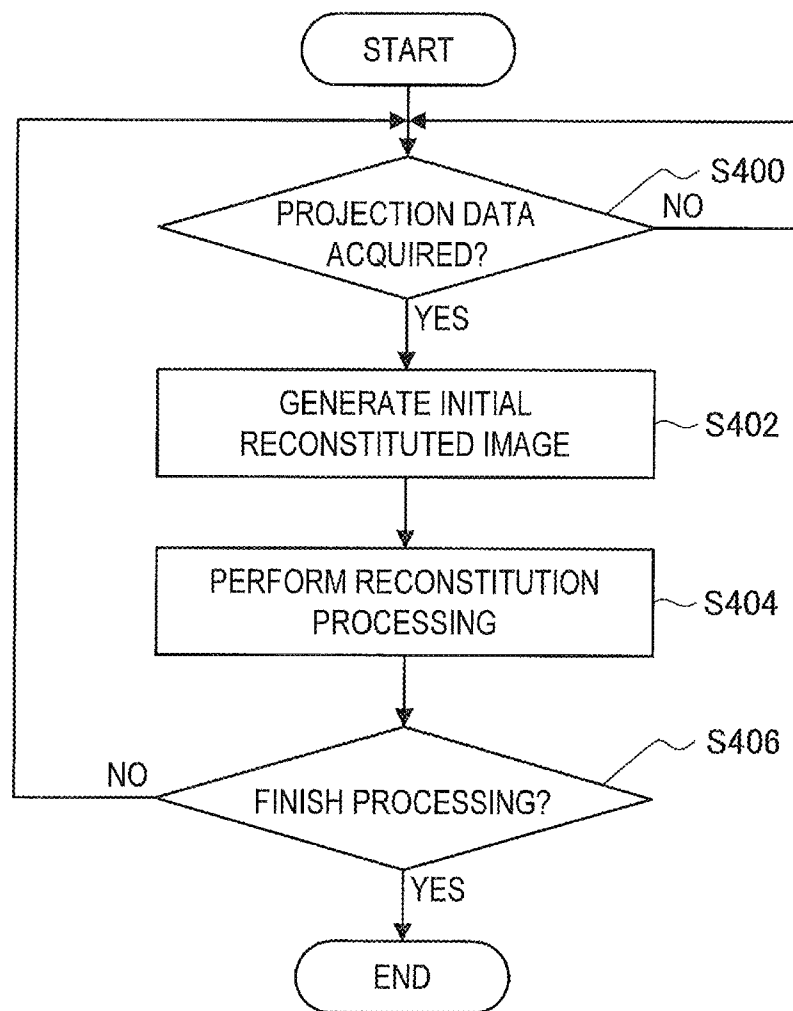 START
S400
PROJECTION DATA
ACQUIRED?
NO
YES
GENERATE INITIAL
RECONSTITUTED IMAGE
S402
PERFORM RECONSTITUTION
PROCESSING
S404
S406
NO
FINISH PROCESSING?
YES
END